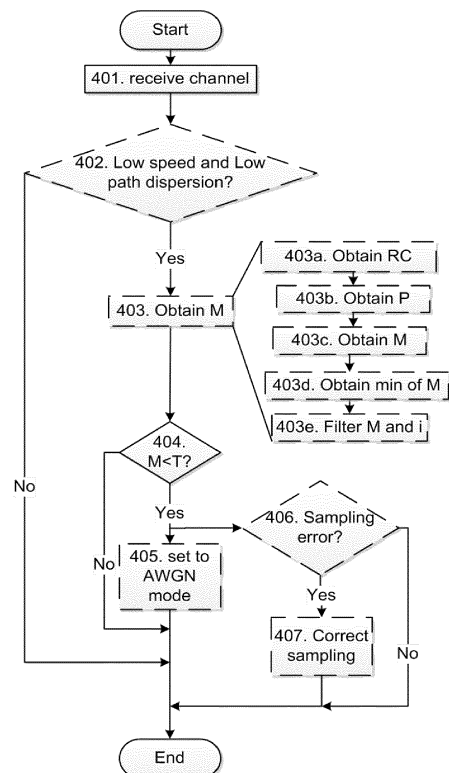 Start
401. receive channel
402. Low speed and Low
path dispersion?
Yes
403. Obtain M
403a. Obtain RC
403b. Obtain P
403c. Obtain M
403d. Obtain min of M
403e. Filter M and i
404.
M<T?
No
Yes
406. Sampling
error?
405. set to
AWGN
mode
No
Yes
407. Correct
sampling
No
End